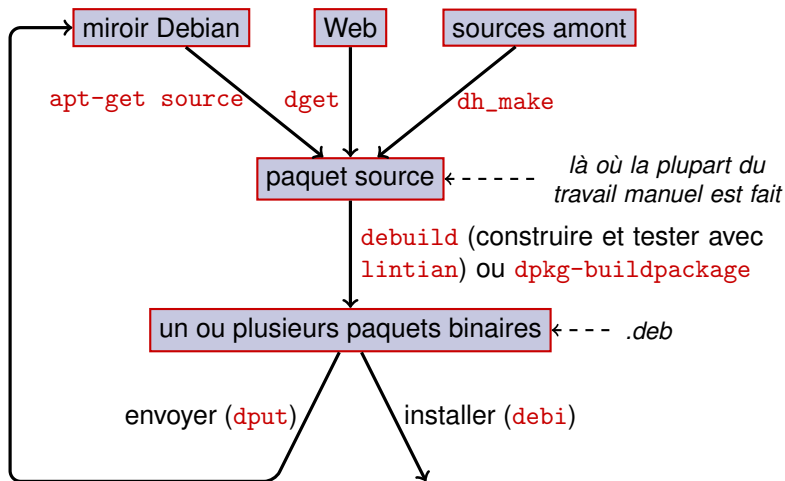 miroir Debian
Web
sources amont
apt-get source
dget
dh_make
paquet source
là où la plupart du
travail manuel est fait
debuild (construire et tester avec
lintian) ou dpkg-buildpackage
un ou plusieurs paquets binaires
.deb
envoyer (dput)
installer (debi)